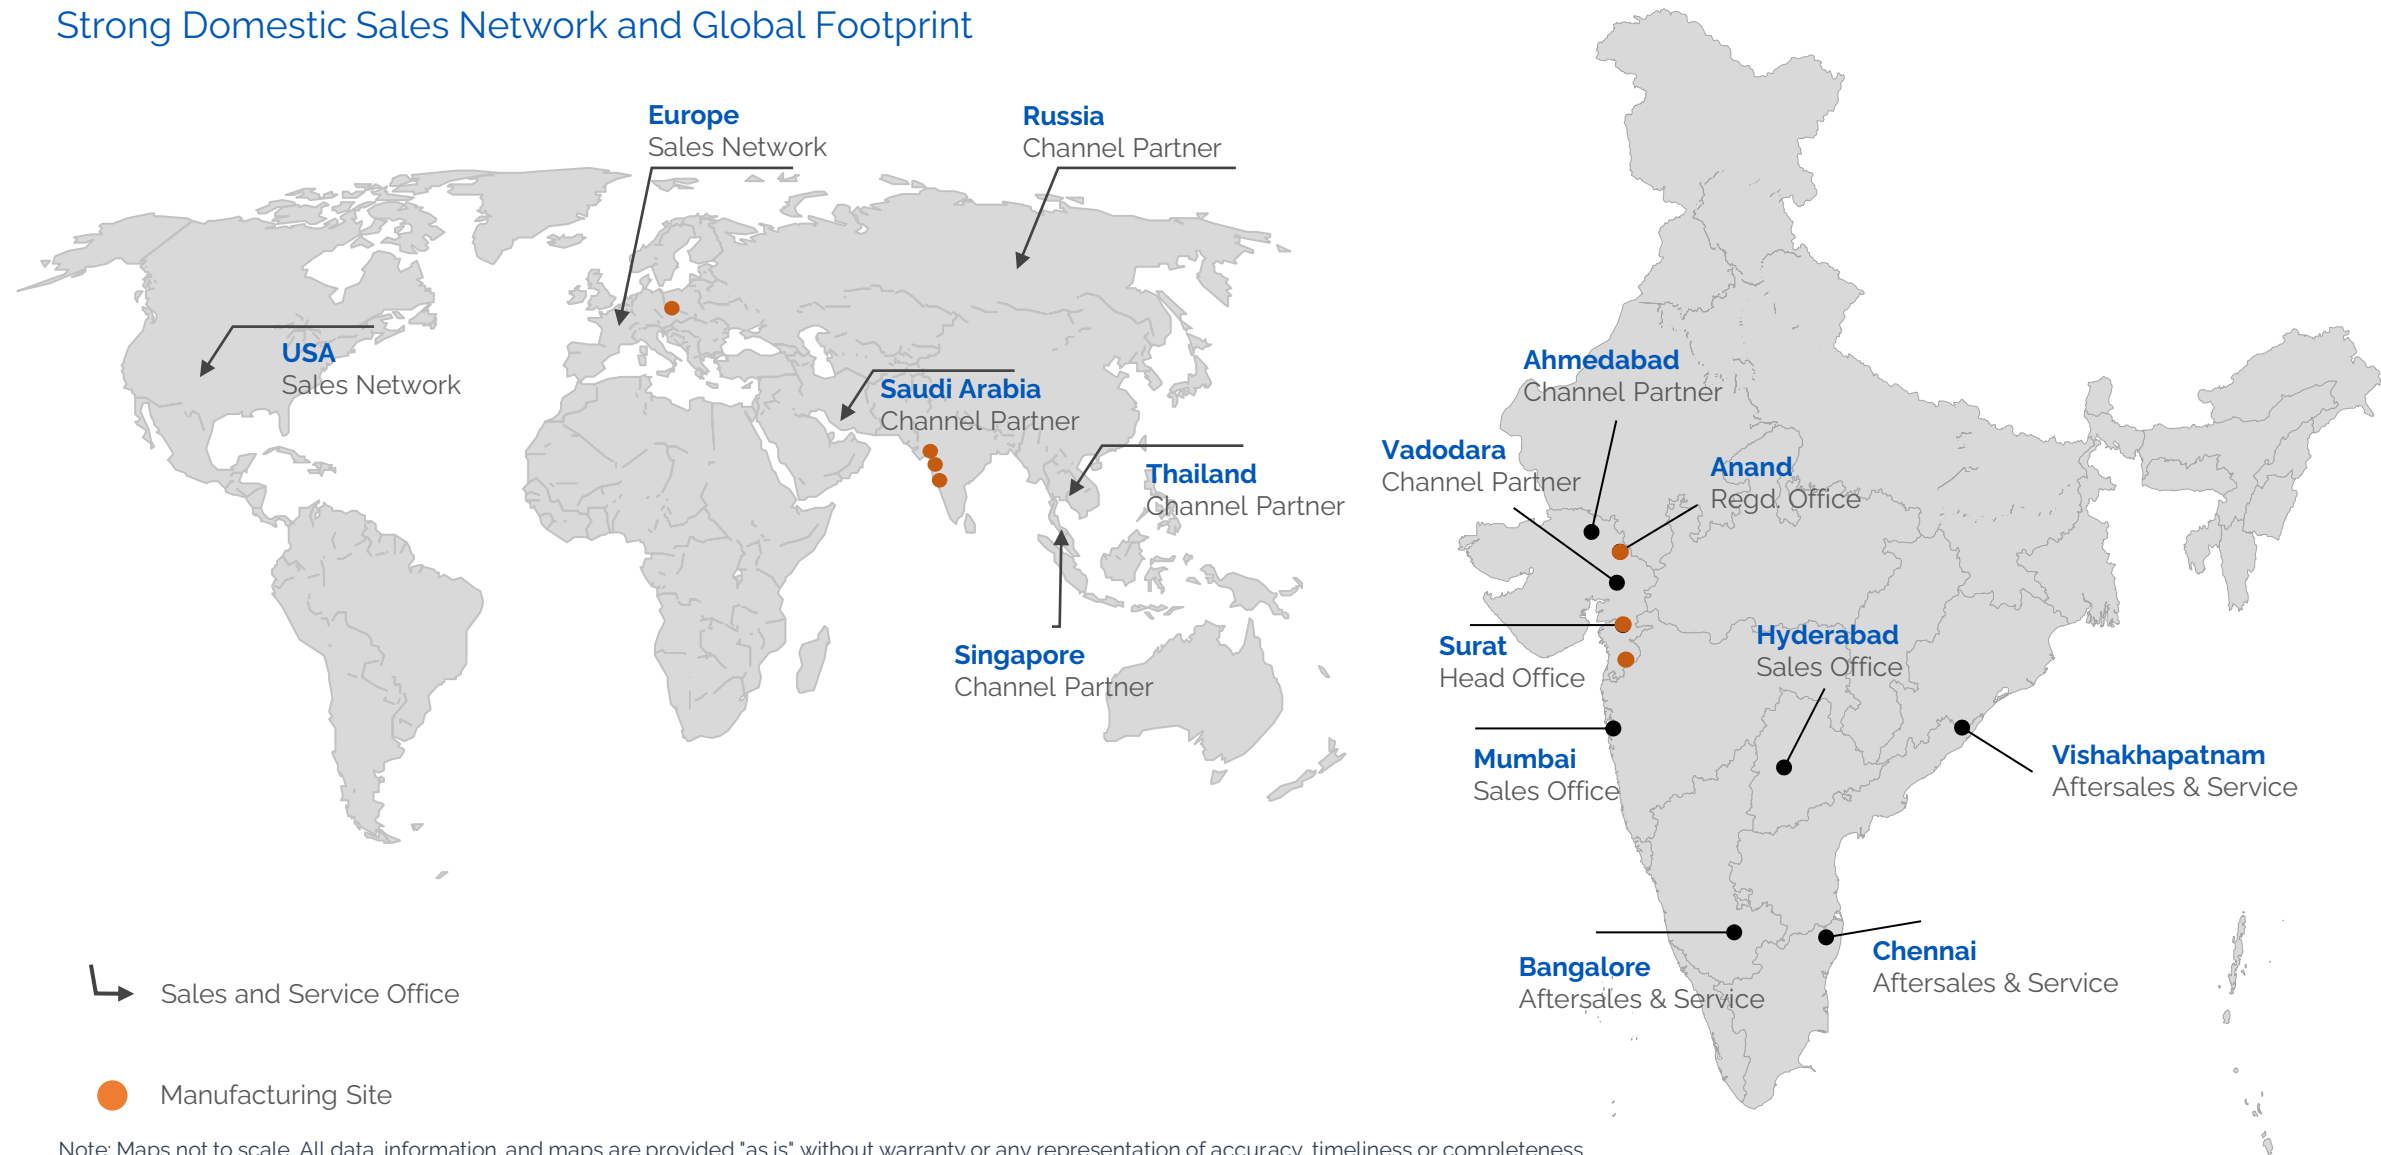 Strong Domestic Sales Network and Global Footprint
Europe
Sales Network
Russia
Channel Partner
USA
Sales Network
Saudi Arabia
Channel Partner
Thailand
Channel Partner
Singapore
Channel Partner
Ahmedabad
Channel Partner
Vadodara
Channel Partner
Anand
Regd. Office
Surat
Head Office
Hyderabad
Sales Office
Mumbai
Sales Office
Vishakhapatnam
Aftersales & Service
Bangalore
Aftersales & Service
Chennai
Aftersales & Service
Sales and Service Office
Manufacturing Site
Note: Maps not to scale. All data, information, and maps are provided "as is" without warranty or any representation of accuracy, timeliness or completeness